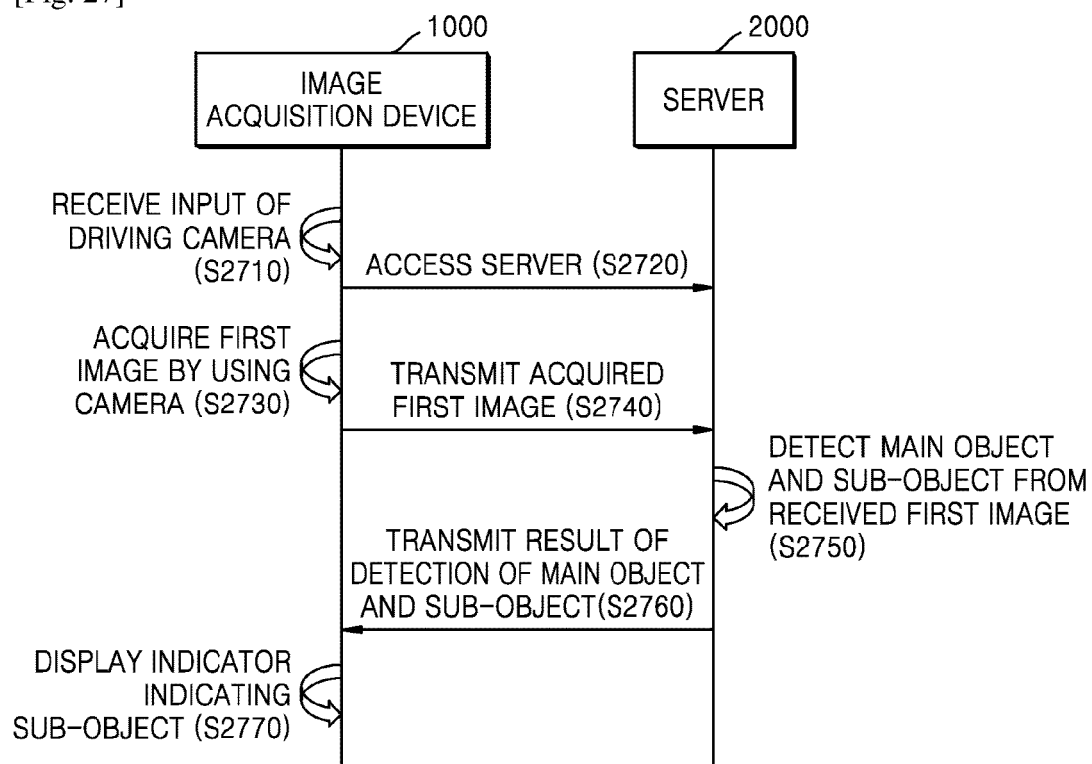 [Fig. 27]
1000
2000
IMAGE
ACQUISITION DEVICE
SERVER
RECEIVE INPUT OF
DRIVING CAMERA
(S2710)
ACCESS SERVER (S2720)
ACQUIRE FIRST
IMAGE BY USING
CAMERA (S2730)
TRANSMIT ACQUIRED
FIRST IMAGE (S2740)
DETECT MAIN OBJECT
AND SUB-OBJECT FROM
RECEIVED FIRST IMAGE
(S2750)
TRANSMIT RESULT OF
DETECTION OF MAIN OBJECT
AND SUB-OBJECT(S2760)
DISPLAY INDICATOR
INDICATING
SUB-OBJECT (S2770)